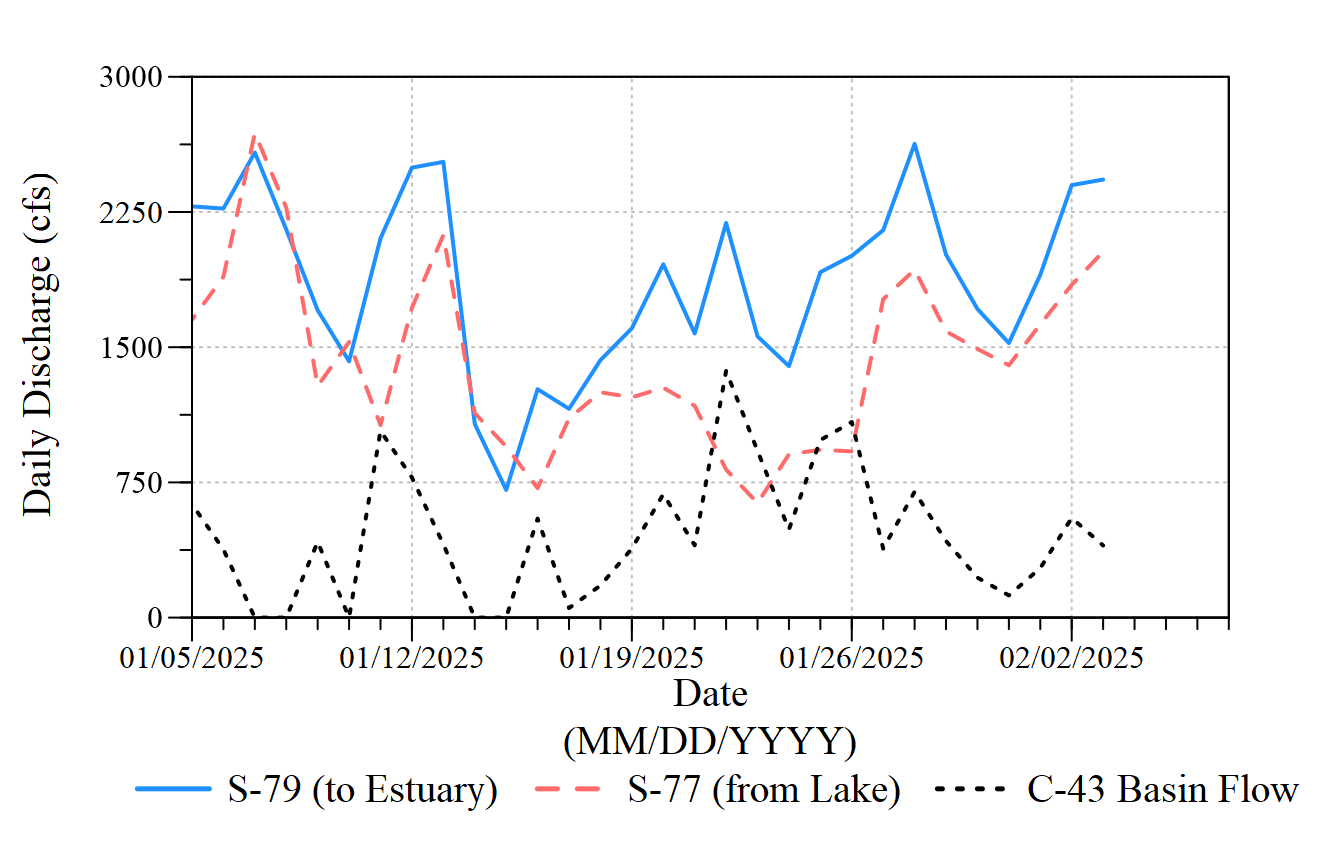 3000
2250
1500
750
0
Daily Discharge (cfs)
01/05/2025 01/12/2025 01/19/2025 01/26/2025 02/02/2025
Date
(MM/DD/YYYY)
S-79 (to Estuary) S-77 (from Lake) C-43 Basin Flow